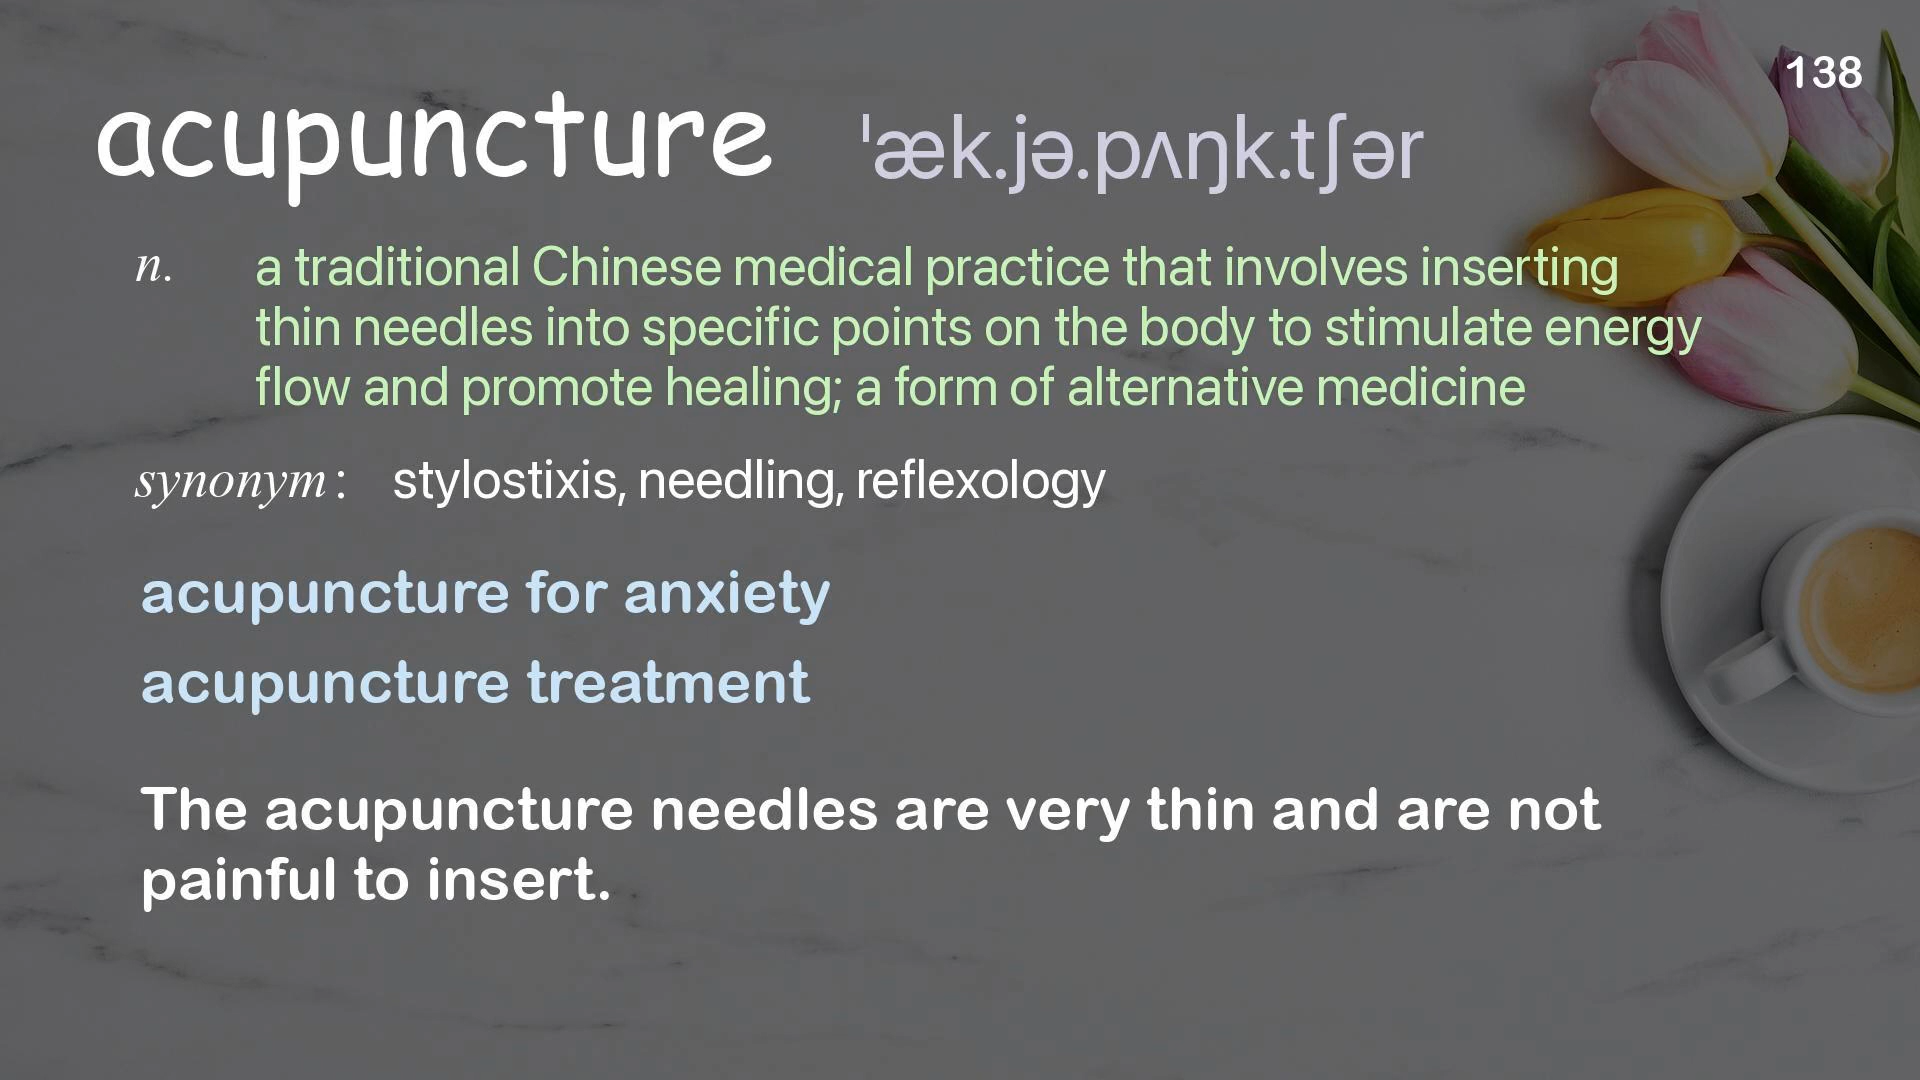 138
acupuncture ˈæk.jə.pʌŋk.tʃər
n. a traditional Chinese medical practice that involves inserting
thin needles into specific points on the body to stimulate energy
flow and promote healing; a form of alternative medicine
synonym: stylostixis, needling, reflexology
acupuncture for anxiety
acupuncture treatment
The acupuncture needles are very thin and are not
painful to insert.